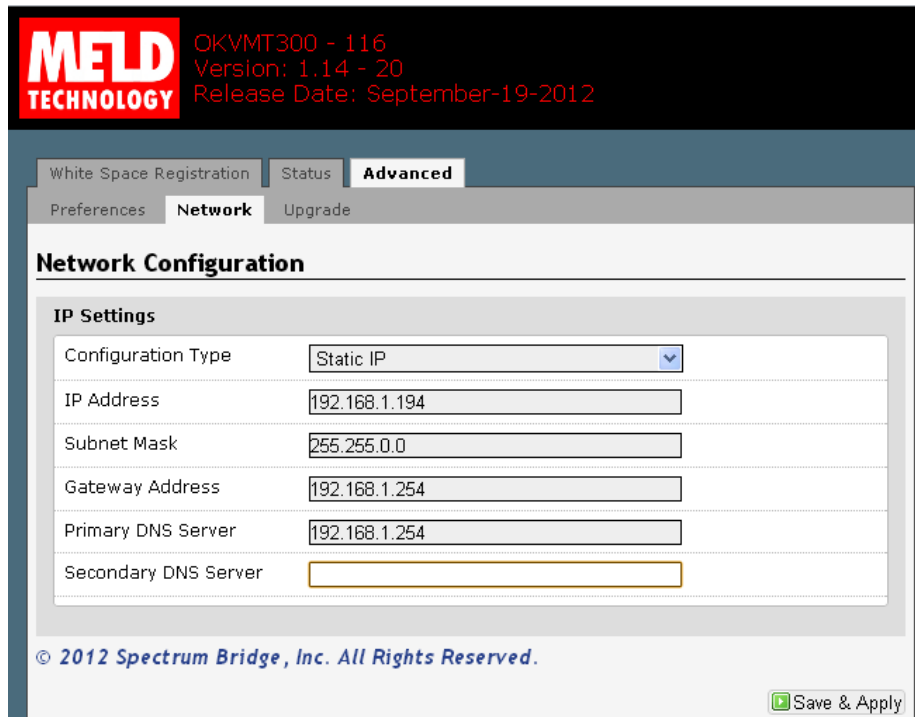 MELD
TECHNOLOGY
OKVMT300 - 116
Version: 1.14 - 20
Release Date: September-19-2012
White Space Registration Status Advanced
Preferences Network Upgrade
Network Configuration
IP Settings
Configuration Type Static IP
IP Address 192.168.1.194
Subnet Mask 255.255.0.0
Gateway Address 192.168.1.254
Primary DNS Server 192.168.1.254
Secondary DNS Server
© 2012 Spectrum Bridge, Inc. All Rights Reserved.
Save & Apply